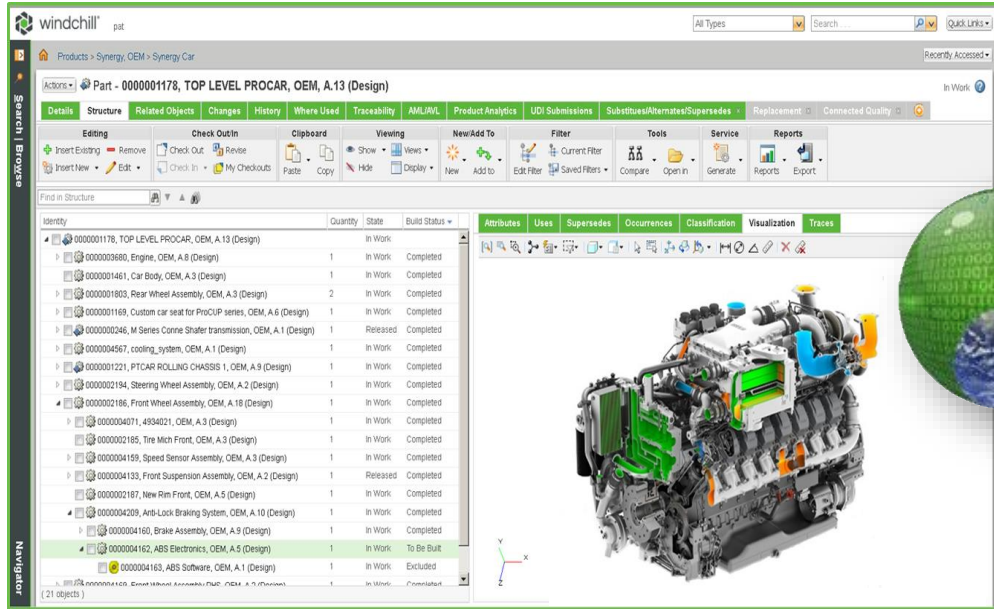 windchill® pat All Types Search ... Quick Links
Products > Synergy, OEM > Synergy Car Recently Accessed
Actions Part - 0000001178, TOP LEVEL PROCAR, OEM, A.13 (Design) In Work
Details Structure Related Objects Changes History Where Used Traceability AML/AVL Product Analytics UDI Submissions Substitues/Alternates/Supersedes Replacement Connected Quality
Editing Check Out/In Clipboard Viewing New/Add To Filter Tools Service Reports
Insert Existing Remove Check Out Revise Show Views Current Filter
Insert New Edit Check In My Checkouts Paste Copy Hide Display New Add to Edit Filter Saved Filters Compare Open in Generate Reports Export
Search | Browse
Find in Structure
Identity Quantity State Build Status
Attributes Uses Supersedes Occurrences Classification Visualization Traces
0000001178, TOP LEVEL PROCAR, OEM, A.13 (Design) In Work
0000003680, Engine, OEM, A.8 (Design) 1 In Work Completed
0000001461, Car Body, OEM, A.3 (Design) 1 In Work Completed
0000001803, Rear Wheel Assembly, OEM, A.3 (Design) 2 In Work Completed
0000001169, Custom car seat for ProCUP series, OEM, A.6 (Design) 1 In Work Completed
0000000246, M Series Conne Shafer transmission, OEM, A.1 (Design) 1 Released Completed
0000004567, cooling_system, OEM, A.1 (Design) 1 In Work Completed
0000001221, PTCAR ROLLING CHASSIS 1, OEM, A.9 (Design) 1 In Work Completed
0000002194, Steering Wheel Assembly, OEM, A.2 (Design) 1 In Work Completed
0000002186, Front Wheel Assembly, OEM, A.18 (Design) 1 In Work Completed
0000004071, 4934021, OEM, A.3 (Design) 1 In Work Completed
0000002185, Tire Mich Front, OEM, A.3 (Design) 1 In Work Completed
0000004159, Speed Sensor Assembly, OEM, A.3 (Design) 1 In Work Completed
0000004133, Front Suspension Assembly, OEM, A.2 (Design) 1 Released Completed
0000002187, New Rim Front, OEM, A.5 (Design) 1 In Work Completed
0000004209, Anti-Lock Braking System, OEM, A.10 (Design) 1 In Work Completed
0000004160, Brake Assembly, OEM, A.9 (Design) 1 In Work Completed
0000004162, ABS Electronics, OEM, A.5 (Design) 1 In Work To Be Built
0000004163, ABS Software, OEM, A.1 (Design) 1 In Work Excluded
( 21 objects )
Navigator
Y
X
Z